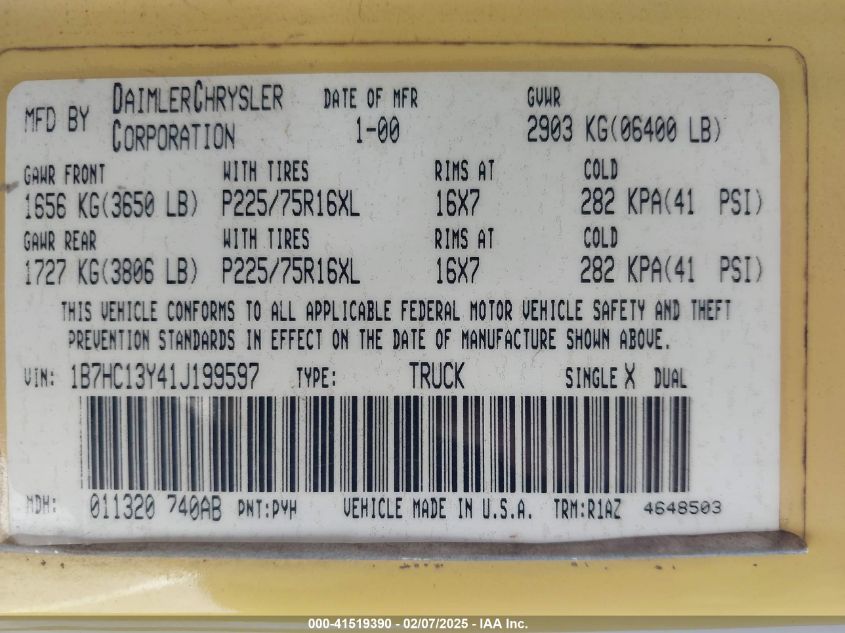 MFD BY DAIMLERCHRYSLER CORPORATION DATE OF MFR 1-00 GVWR 2903 KG(06400 LB)
GAWR FRONT WITH TIRES RIMS AT COLD
1656 KG(3650 LB) P225/75R16XL 16X7 282 KPA(41 PSI)
GAWR REAR WITH TIRES RIMS AT COLD
1727 KG(3806 LB) P225/75R16XL 16X7 282 KPA(41 PSI)
THIS VEHICLE CONFORMS TO ALL APPLICABLE FEDERAL MOTOR VEHICLE SAFETY AND THEFT
PREVENTION STANDARDS IN EFFECT ON THE DATE OF MANUFACTURE SHOWN ABOVE.
VIN: 1B7HC13Y41J199597 TYPE: TRUCK SINGLE X DUAL
MDH: 011320 740AB PNT:PYH VEHICLE MADE IN U.S.A. TRM:R1AZ 4648503
000-41519390 - 02/07/2025 - IAA Inc.